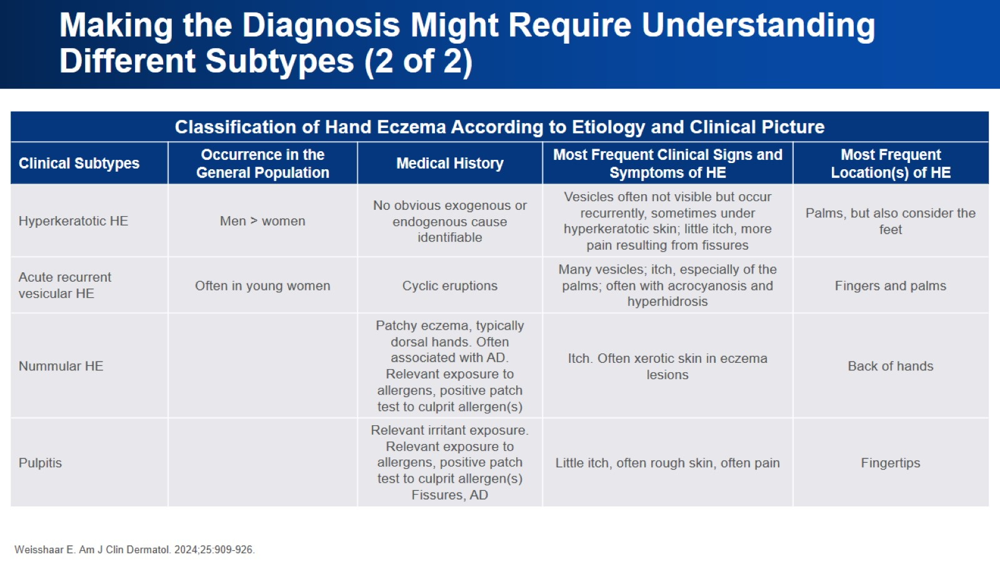 Making the Diagnosis Might Require Understanding
Different Subtypes (2 of 2)
Classification of Hand Eczema According to Etiology and Clinical Picture
Clinical Subtypes
Occurrence in the
General Population
Medical History
Most Frequent Clinical Signs and
Symptoms of HE
Most Frequent
Location(s) of HE
Hyperkeratotic HE
Men > women
No obvious exogenous or
endogenous cause
identifiable
Vesicles often not visible but occur
recurrently, sometimes under
hyperkeratotic skin; little itch, more
pain resulting from fissures
Palms, but also consider the
feet
Acute recurrent
vesicular HE
Often in young women
Cyclic eruptions
Many vesicles; itch, especially of the
palms; often with acrocyanosis and
hyperhidrosis
Fingers and palms
Nummular HE
Patchy eczema, typically
dorsal hands. Often
associated with AD.
Relevant exposure to
allergens, positive patch
test to culprit allergen(s)
Itch. Often xerotic skin in eczema
lesions
Back of hands
Pulpitis
Relevant irritant exposure.
Relevant exposure to
allergens, positive patch
test to culprit allergen(s)
Fissures, AD
Little itch, often rough skin, often pain
Fingertips
Weisshaar E. Am J Clin Dermatol. 2024;25:909-926.